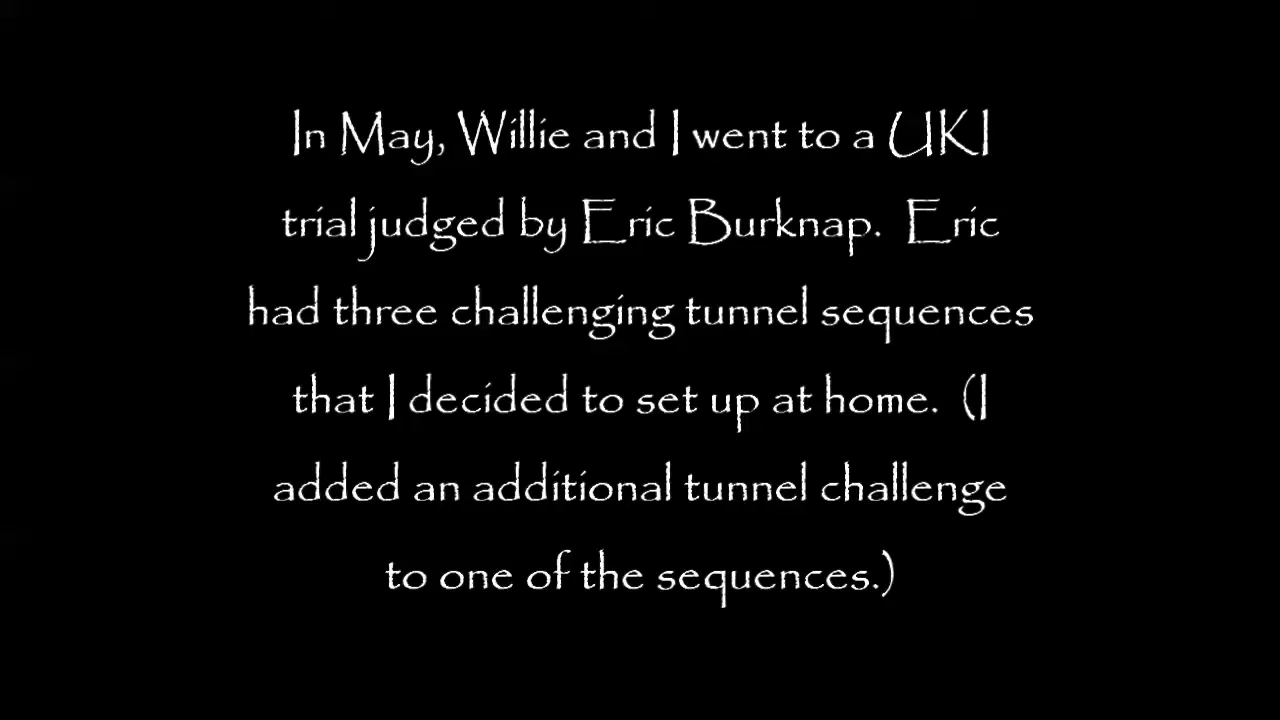 In May, Willie and I went to a UKI
trial judged by Eric Burknap.  Eric
had three challenging tunnel sequences
that I decided to set up at home.  (I
added an additional tunnel challenge
to one of the sequences.)